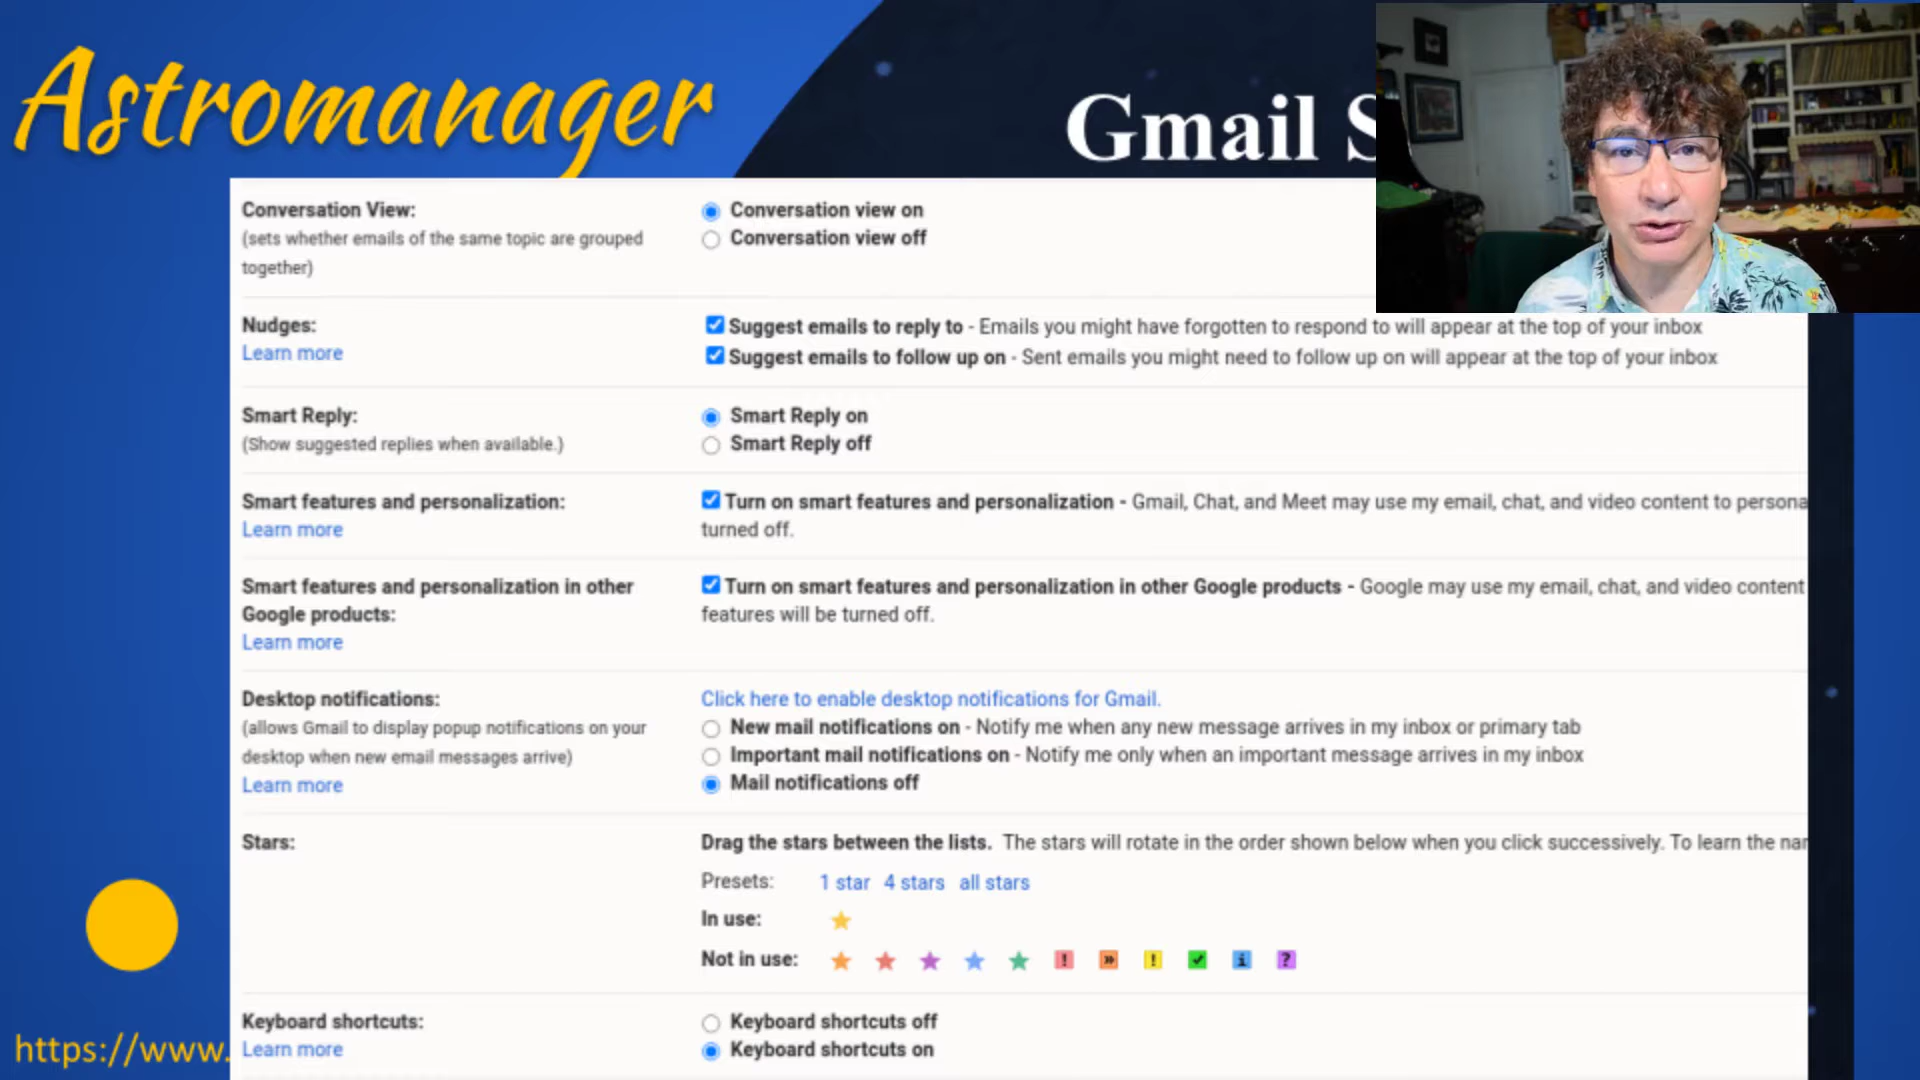 Astromanager
Gmail S
Conversation View:
(sets whether emails of the same topic are grouped
together)
Conversation view on
Conversation view off
Nudges:
Learn more
Suggest emails to reply to - Emails you might have forgotten to respond to will appear at the top of your inbox
Suggest emails to follow up on - Sent emails you might need to follow up on will appear at the top of your inbox
Smart Reply:
(Show suggested replies when available.)
Smart Reply on
Smart Reply off
Smart features and personalization:
Learn more
Turn on smart features and personalization - Gmail, Chat, and Meet may use my email, chat, and video content to persona
turned off.
Smart features and personalization in other
Google products:
Learn more
Turn on smart features and personalization in other Google products - Google may use my email, chat, and video content
features will be turned off.
Desktop notifications:
(allows Gmail to display popup notifications on your
desktop when new email messages arrive)
Learn more
Click here to enable desktop notifications for Gmail.
New mail notifications on - Notify me when any new message arrives in my inbox or primary tab
Important mail notifications on - Notify me only when an important message arrives in my inbox
Mail notifications off
Stars:
Drag the stars between the lists. The stars will rotate in the order shown below when you click successively. To learn the nar
Presets: 1 star 4 stars all stars
In use:
Not in use: ! » ! ✓ i ?
Keyboard shortcuts:
Learn more
Keyboard shortcuts off
Keyboard shortcuts on
https://www.